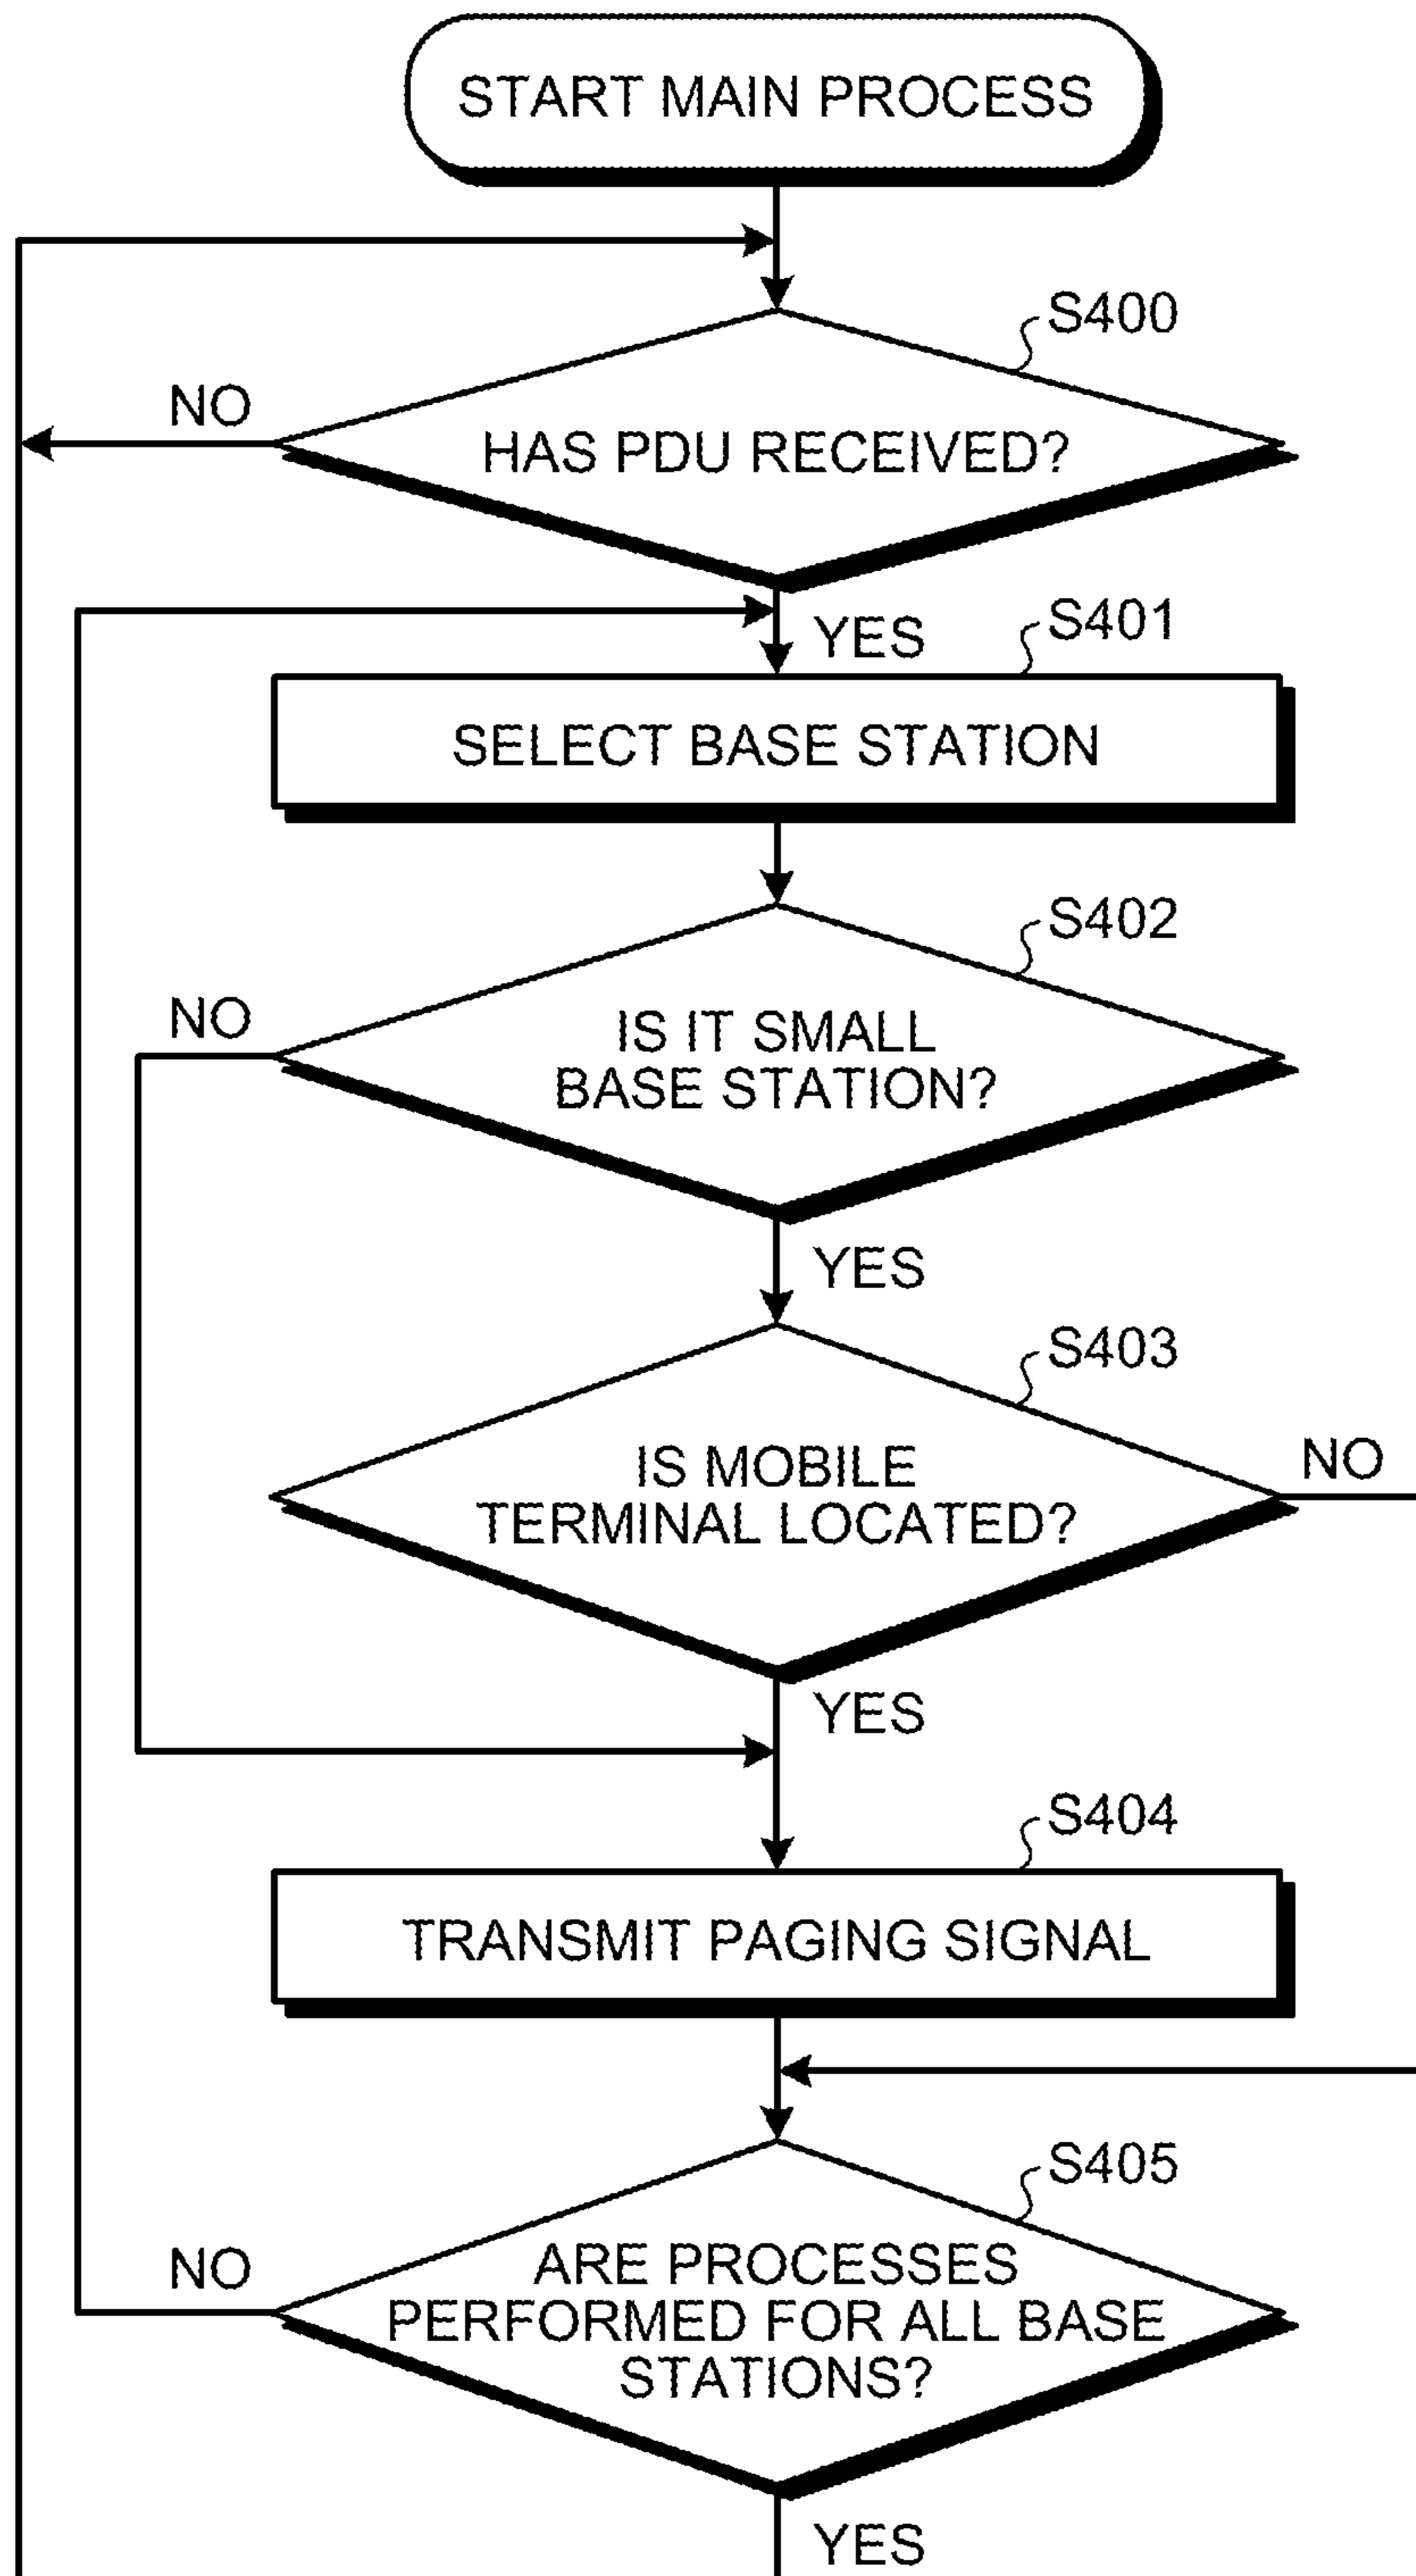 START MAIN PROCESS
S400
NO
HAS PDU RECEIVED?
YES
S401
SELECT BASE STATION
S402
NO
IS IT SMALL
BASE STATION?
YES
S403
NO
IS MOBILE
TERMINAL LOCATED?
YES
S404
TRANSMIT PAGING SIGNAL
S405
NO
ARE PROCESSES
PERFORMED FOR ALL BASE
STATIONS?
YES